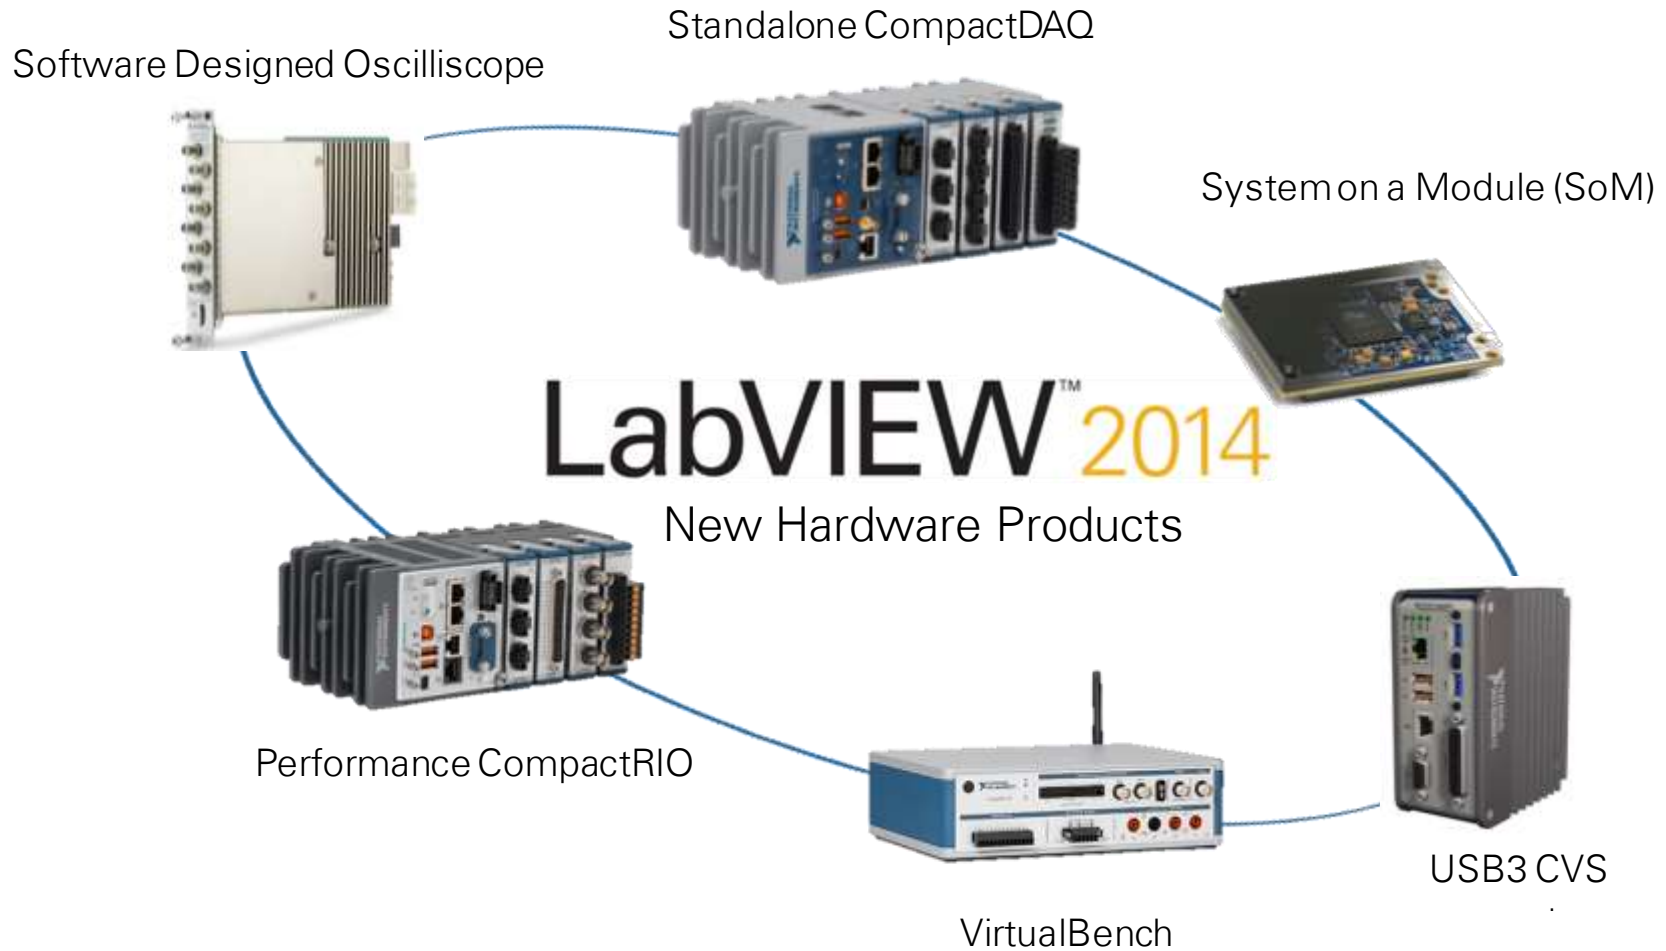 Standalone CompactDAQ
Software Designed Oscilliscope
System on a Module (SoM)
LabVIEW™ 2014
New Hardware Products
Performance CompactRIO
USB3 CVS
.
VirtualBench